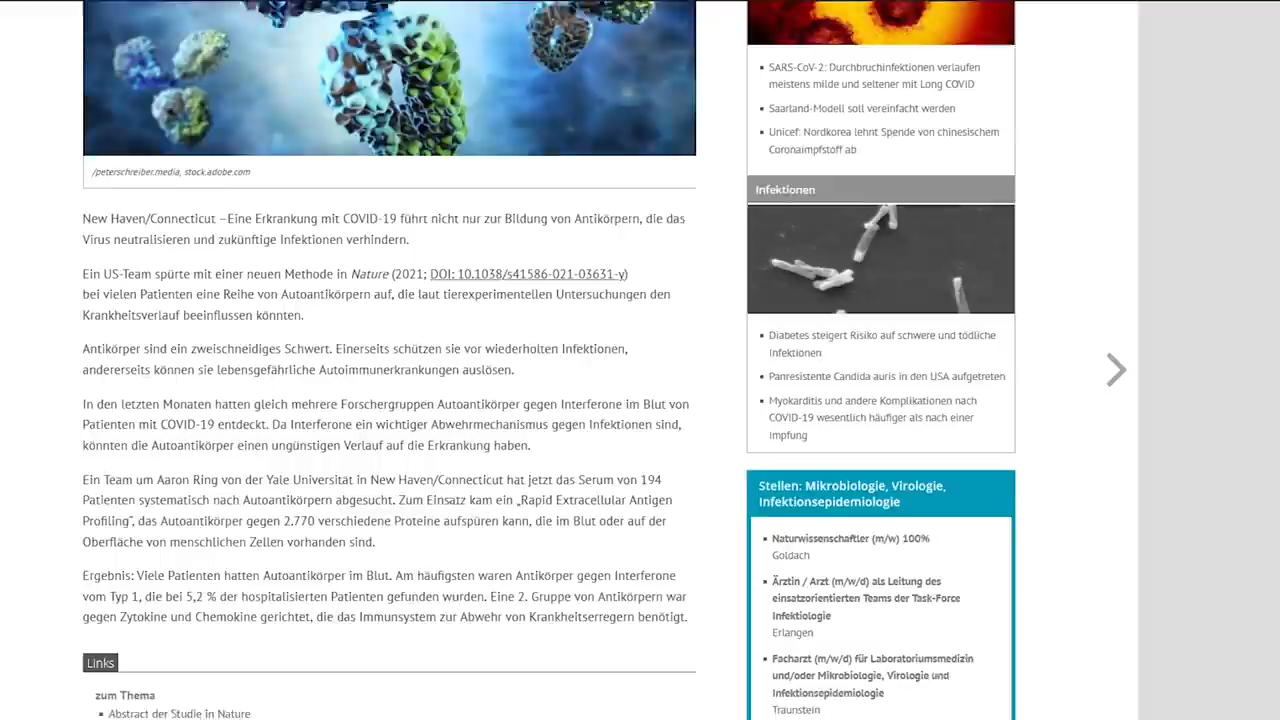 /peterschreiber.media, stock.adobe.com
New Haven/Connecticut –Eine Erkrankung mit COVID-19 führt nicht nur zur Bildung von Antikörpern, die das
Virus neutralisieren und zukünftige Infektionen verhindern.
Ein US-Team spürte mit einer neuen Methode in Nature (2021; DOI: 10.1038/s41586-021-03631-y)
bei vielen Patienten eine Reihe von Autoantikörpern auf, die laut tierexperimentellen Untersuchungen den
Krankheitsverlauf beeinflussen könnten.
Antikörper sind ein zweischneidiges Schwert. Einerseits schützen sie vor wiederholten Infektionen,
andererseits können sie lebensgefährliche Autoimmunerkrankungen auslösen.
In den letzten Monaten hatten gleich mehrere Forschergruppen Autoantikörper gegen Interferone im Blut von
Patienten mit COVID-19 entdeckt. Da Interferone ein wichtiger Abwehrmechanismus gegen Infektionen sind,
könnten die Autoantikörper einen ungünstigen Verlauf auf die Erkrankung haben.
Ein Team um Aaron Ring von der Yale Universität in New Haven/Connecticut hat jetzt das Serum von 194
Patienten systematisch nach Autoantikörpern abgesucht. Zum Einsatz kam ein „Rapid Extracellular Antigen
Profiling“, das Autoantikörper gegen 2.770 verschiedene Proteine aufspüren kann, die im Blut oder auf der
Oberfläche von menschlichen Zellen vorhanden sind.
Ergebnis: Viele Patienten hatten Autoantikörper im Blut. Am häufigsten waren Antikörper gegen Interferone
vom Typ 1, die bei 5,2 % der hospitalisierten Patienten gefunden wurden. Eine 2. Gruppe von Antikörpern war
gegen Zytokine und Chemokine gerichtet, die das Immunsystem zur Abwehr von Krankheitserregern benötigt.
Links
zum Thema
▪ Abstract der Studie in Nature
▪ SARS-CoV-2: Durchbruchinfektionen verlaufen
meistens milde und seltener mit Long COVID
▪ Saarland-Modell soll vereinfacht werden
▪ Unicef: Nordkorea lehnt Spende von chinesischem
Coronaimpfstoff ab
Infektionen
▪ Diabetes steigert Risiko auf schwere und tödliche
Infektionen
▪ Panresistente Candida auris in den USA aufgetreten
▪ Myokarditis und andere Komplikationen nach
COVID-19 wesentlich häufiger als nach einer
Impfung
Stellen: Mikrobiologie, Virologie,
Infektionsepidemiologie
▪ Naturwissenschaftler (m/w) 100%
Goldach
▪ Ärztin / Arzt (m/w/d) als Leitung des
einsatzorientierten Teams der Task-Force
Infektiologie
Erlangen
▪ Facharzt (m/w/d) für Laboratoriumsmedizin
und/oder Mikrobiologie, Virologie und
Infektionsepidemiologie
Traunstein